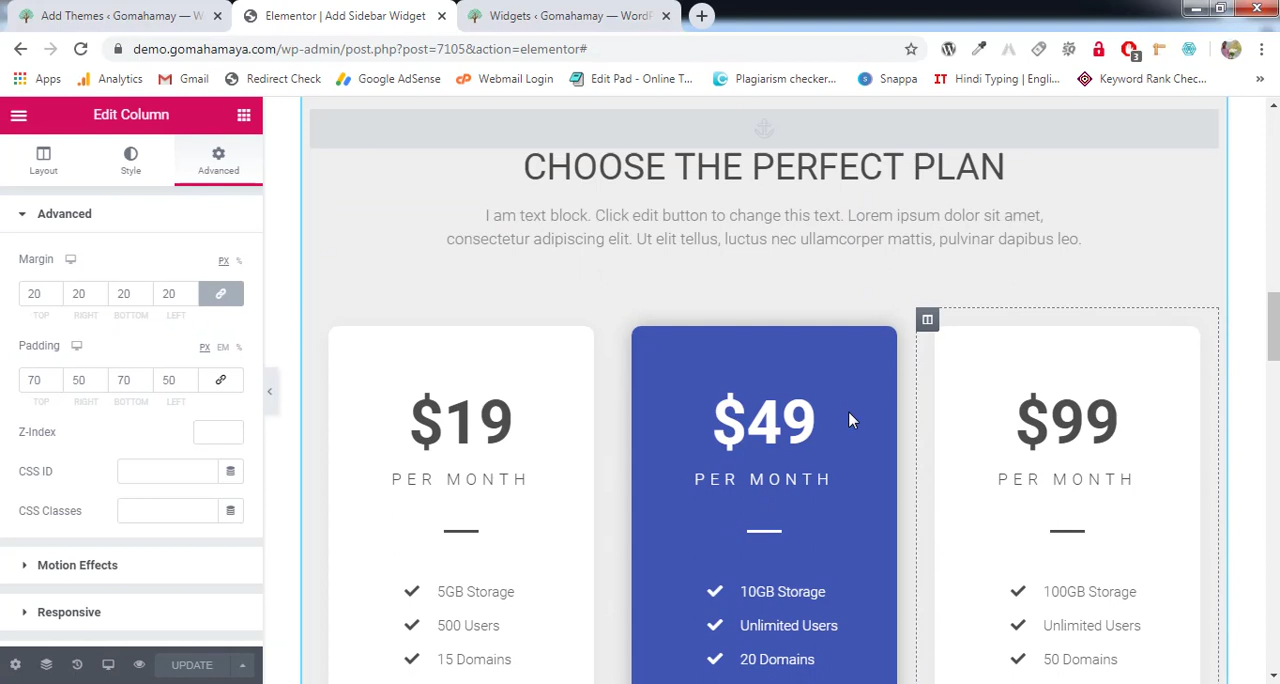 Add Themes ‹ Gomahamay — W
Elementor | Add Sidebar Widget
Widgets ‹ Gomahamay — WordPr
demo.gomahamaya.com/wp-admin/post.php?post=7105&action=elementor#
3
Apps
Analytics
Gmail
Redirect Check
Google AdSense
Webmail Login
Edit Pad - Online T...
Plagiarism checker...
Snappa
Hindi Typing | Engli...
Keyword Rank Chec...
»
Edit Column
Layout
Style
Advanced
Advanced
Margin
PX %
20 20 20 20
TOP RIGHT BOTTOM LEFT
Padding
PX EM %
70 50 70 50
TOP RIGHT BOTTOM LEFT
Z-Index
CSS ID
CSS Classes
Motion Effects
Responsive
UPDATE
CHOOSE THE PERFECT PLAN
I am text block. Click edit button to change this text. Lorem ipsum dolor sit amet,
consectetur adipiscing elit. Ut elit tellus, luctus nec ullamcorper mattis, pulvinar dapibus leo.
$19
PER MONTH
5GB Storage
500 Users
15 Domains
$49
PER MONTH
10GB Storage
Unlimited Users
20 Domains
$99
PER MONTH
100GB Storage
Unlimited Users
50 Domains